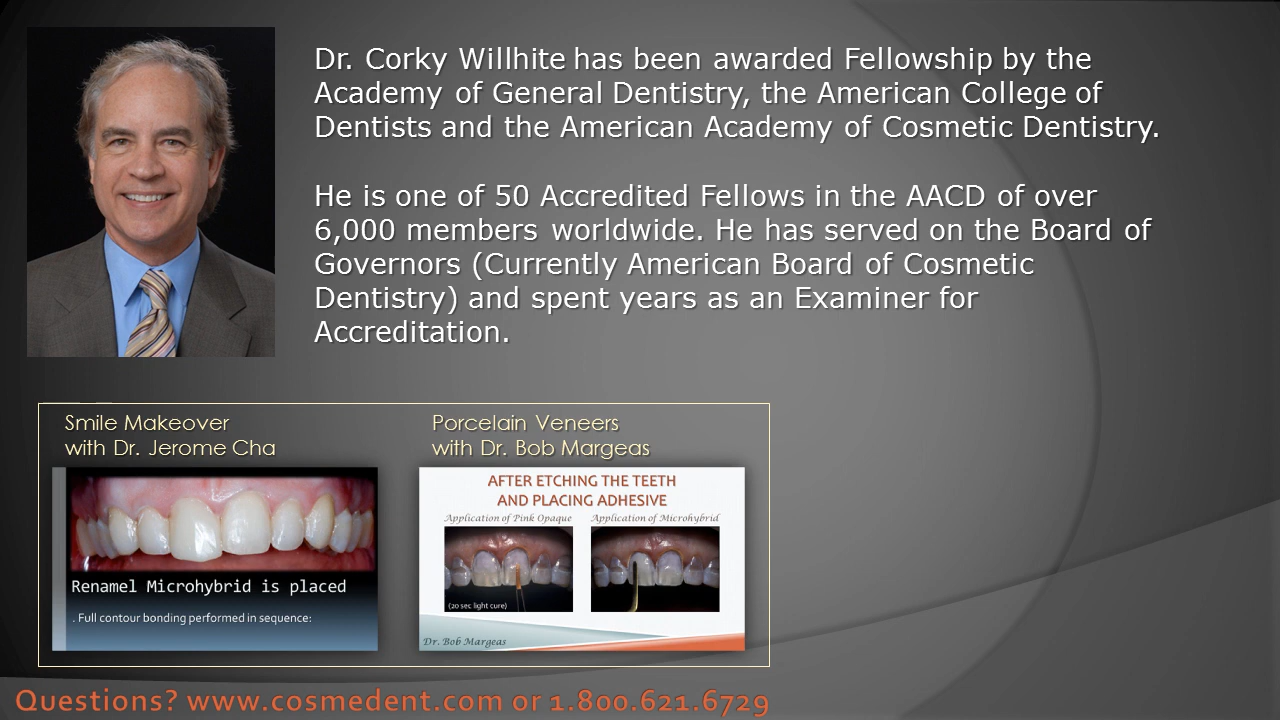 Dr. Corky Willhite has been awarded Fellowship by the
Academy of General Dentistry, the American College of
Dentists and the American Academy of Cosmetic Dentistry.
He is one of 50 Accredited Fellows in the AACD of over
6,000 members worldwide. He has served on the Board of
Governors (Currently American Board of Cosmetic
Dentistry) and spent years as an Examiner for
Accreditation.
Smile Makeover
with Dr. Jerome Cha
Renamel Microhybrid is placed
. Full contour bonding performed in sequence:
Porcelain Veneers
with Dr. Bob Margeas
AFTER ETCHING THE TEETH
AND PLACING ADHESIVE
Application of Pink Opaque
Application of Microhybrid
(20 sec light cure)
Dr. Bob Margeas
Questions? www.cosmedent.com or 1.800.621.6729